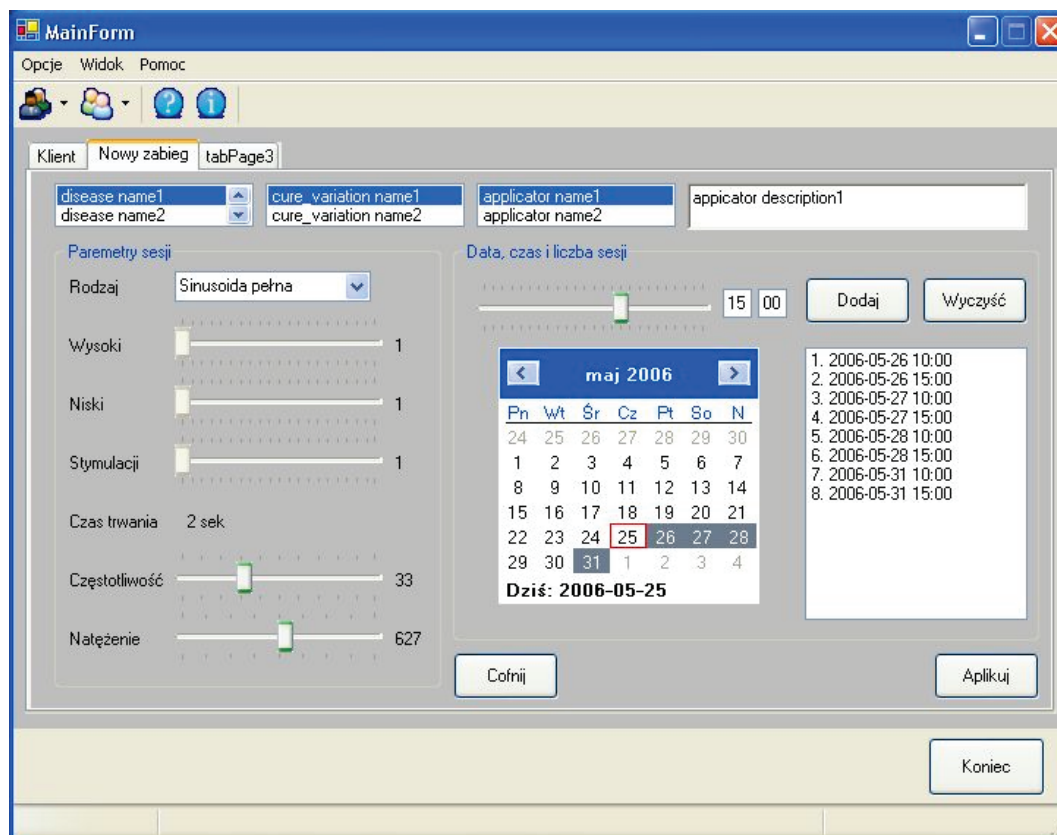 MainForm
Opcje Widok Pomoc
Klient Nowy zabieg tabPage3
disease name1
disease name2
cure_variation name1
cure_variation name2
applicator name1
applicator name2
appicator description1
Paremetry sesji
Rodzaj Sinusoida pełna
Wysoki 1
Niski 1
Stymulacji 1
Czas trwania 2 sek
Częstotliwość 33
Natężenie 627
Data, czas i liczba sesji
15 00 Dodaj Wyczyść
maj 2006
Pn Wt Śr Cz Pt So N
24 25 26 27 28 29 30
1 2 3 4 5 6 7
8 9 10 11 12 13 14
15 16 17 18 19 20 21
22 23 24 25 26 27 28
29 30 31 1 2 3 4
Dziś: 2006-05-25
1. 2006-05-26 10:00
2. 2006-05-26 15:00
3. 2006-05-27 10:00
4. 2006-05-27 15:00
5. 2006-05-28 10:00
6. 2006-05-28 15:00
7. 2006-05-31 10:00
8. 2006-05-31 15:00
Cofnij Aplikuj
Koniec